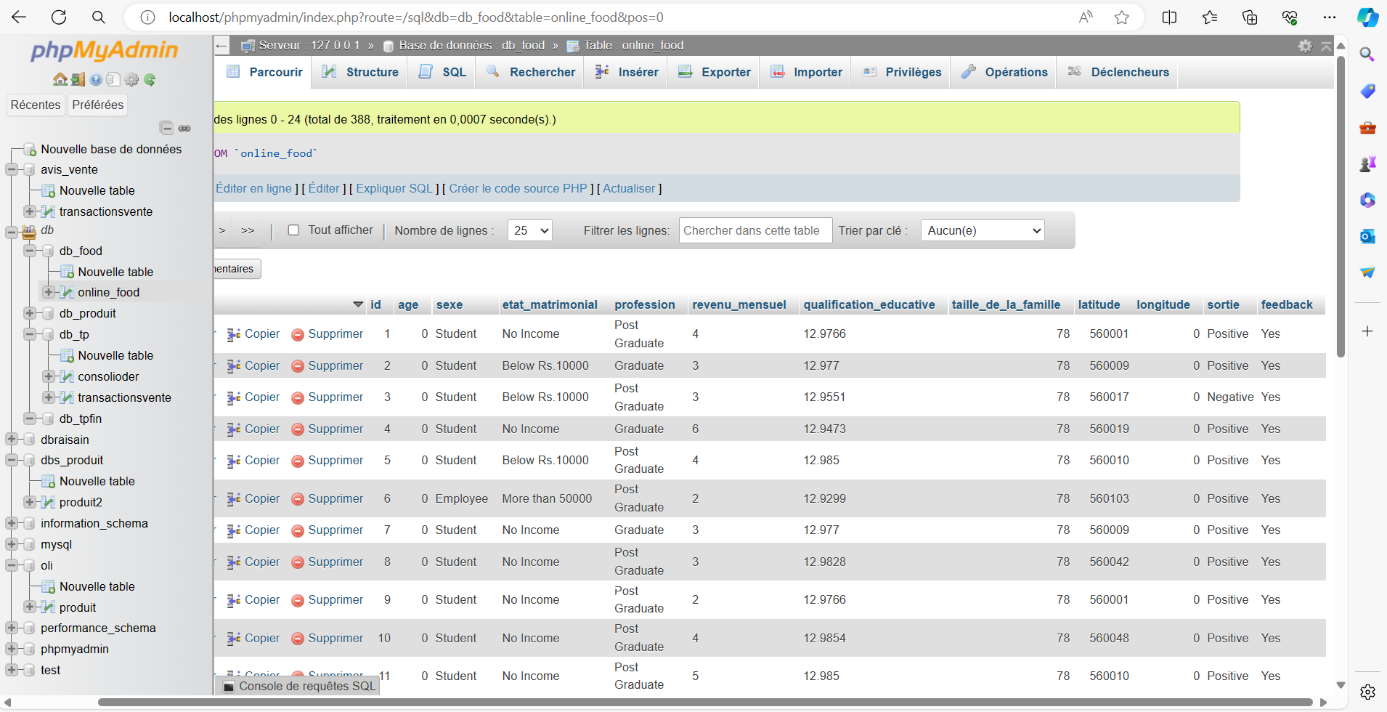 localhost/phpmyadmin/index.php?route=/sql&db=db_food&table=online_food&pos=0
phpMyAdmin
Récentes Préférées
Nouvelle base de données
avis_vente
Nouvelle table
transactionsvente
db
db_food
Nouvelle table
online_food
db_produit
db_tp
Nouvelle table
consolioder
transactionsvente
db_tpfin
dbraisain
dbs_produit
Nouvelle table
produit2
information_schema
mysql
oli
Nouvelle table
produit
performance_schema
phpmyadmin
test
Serveur 127.0.0.1 » Base de données db_food » Table online_food
Parcourir Structure SQL Rechercher Insérer Exporter Importer Privilèges Opérations Déclencheurs
des lignes 0 - 24 (total de 388, traitement en 0,0007 seconde(s).)
OM `online_food`
Éditer en ligne ] [ Éditer ] [ Expliquer SQL ] [ Créer le code source PHP ] [ Actualiser ]
> >> Tout afficher Nombre de lignes : 25 Filtrer les lignes: Chercher dans cette table Trier par clé : Aucun(e)
nentaires
id age sexe etat_matrimonial profession revenu_mensuel qualification_educative taille_de_la_famille latitude longitude sortie feedback
Copier Supprimer 1 0 Student No Income Post Graduate 4 12.9766 78 560001 0 Positive Yes
Copier Supprimer 2 0 Student Below Rs.10000 Graduate 3 12.977 78 560009 0 Positive Yes
Copier Supprimer 3 0 Student Below Rs.10000 Post Graduate 3 12.9551 78 560017 0 Negative Yes
Copier Supprimer 4 0 Student No Income Graduate 6 12.9473 78 560019 0 Positive Yes
Copier Supprimer 5 0 Student Below Rs.10000 Post Graduate 4 12.985 78 560010 0 Positive Yes
Copier Supprimer 6 0 Employee More than 50000 Post Graduate 2 12.9299 78 560103 0 Positive Yes
Copier Supprimer 7 0 Student No Income Graduate 3 12.977 78 560009 0 Positive Yes
Copier Supprimer 8 0 Student No Income Post Graduate 3 12.9828 78 560042 0 Positive Yes
Copier Supprimer 9 0 Student No Income Post Graduate 2 12.9766 78 560001 0 Positive Yes
Copier Supprimer 10 0 Student No Income Post Graduate 4 12.9854 78 560048 0 Positive Yes
Copier Supprimer 11 0 Student No Income Post Graduate 5 12.985 78 560010 0 Positive Yes
Console de requêtes SQL